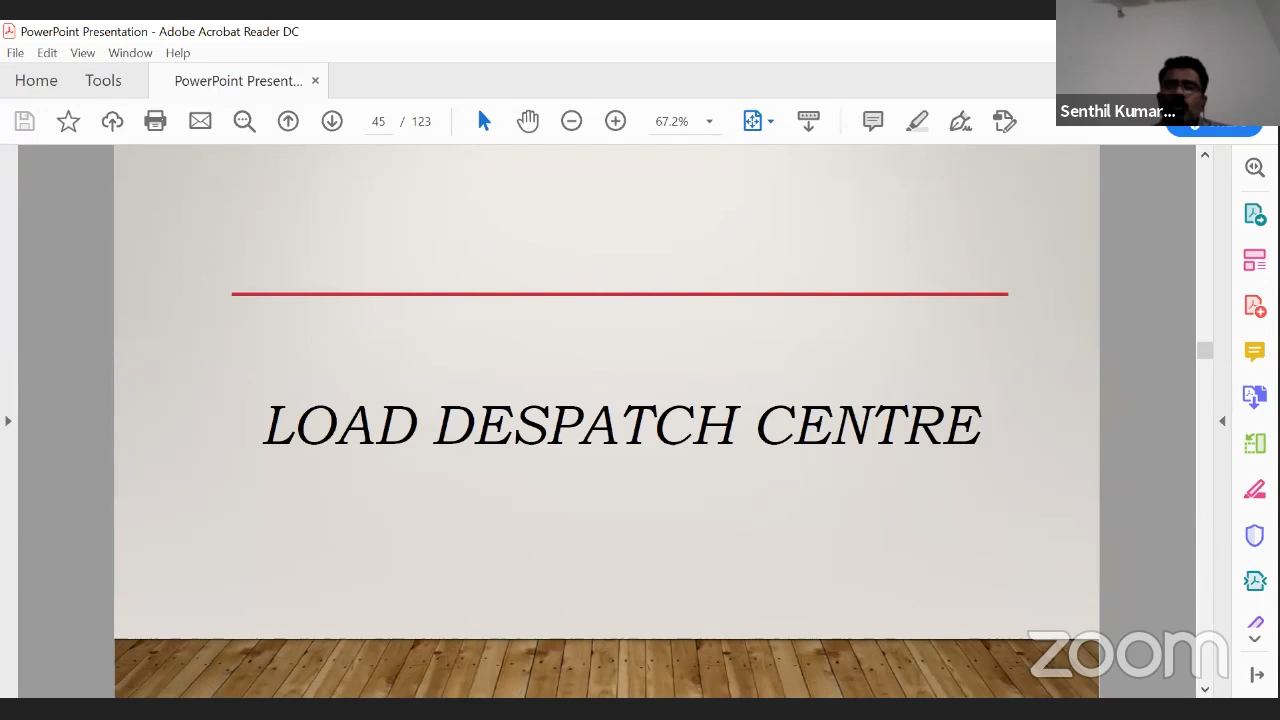 PowerPoint Presentation - Adobe Acrobat Reader DC
File Edit View Window Help
Home Tools PowerPoint Present... ×
45 / 123 67.2%
Senthil Kumar...
LOAD DESPATCH CENTRE
zoom